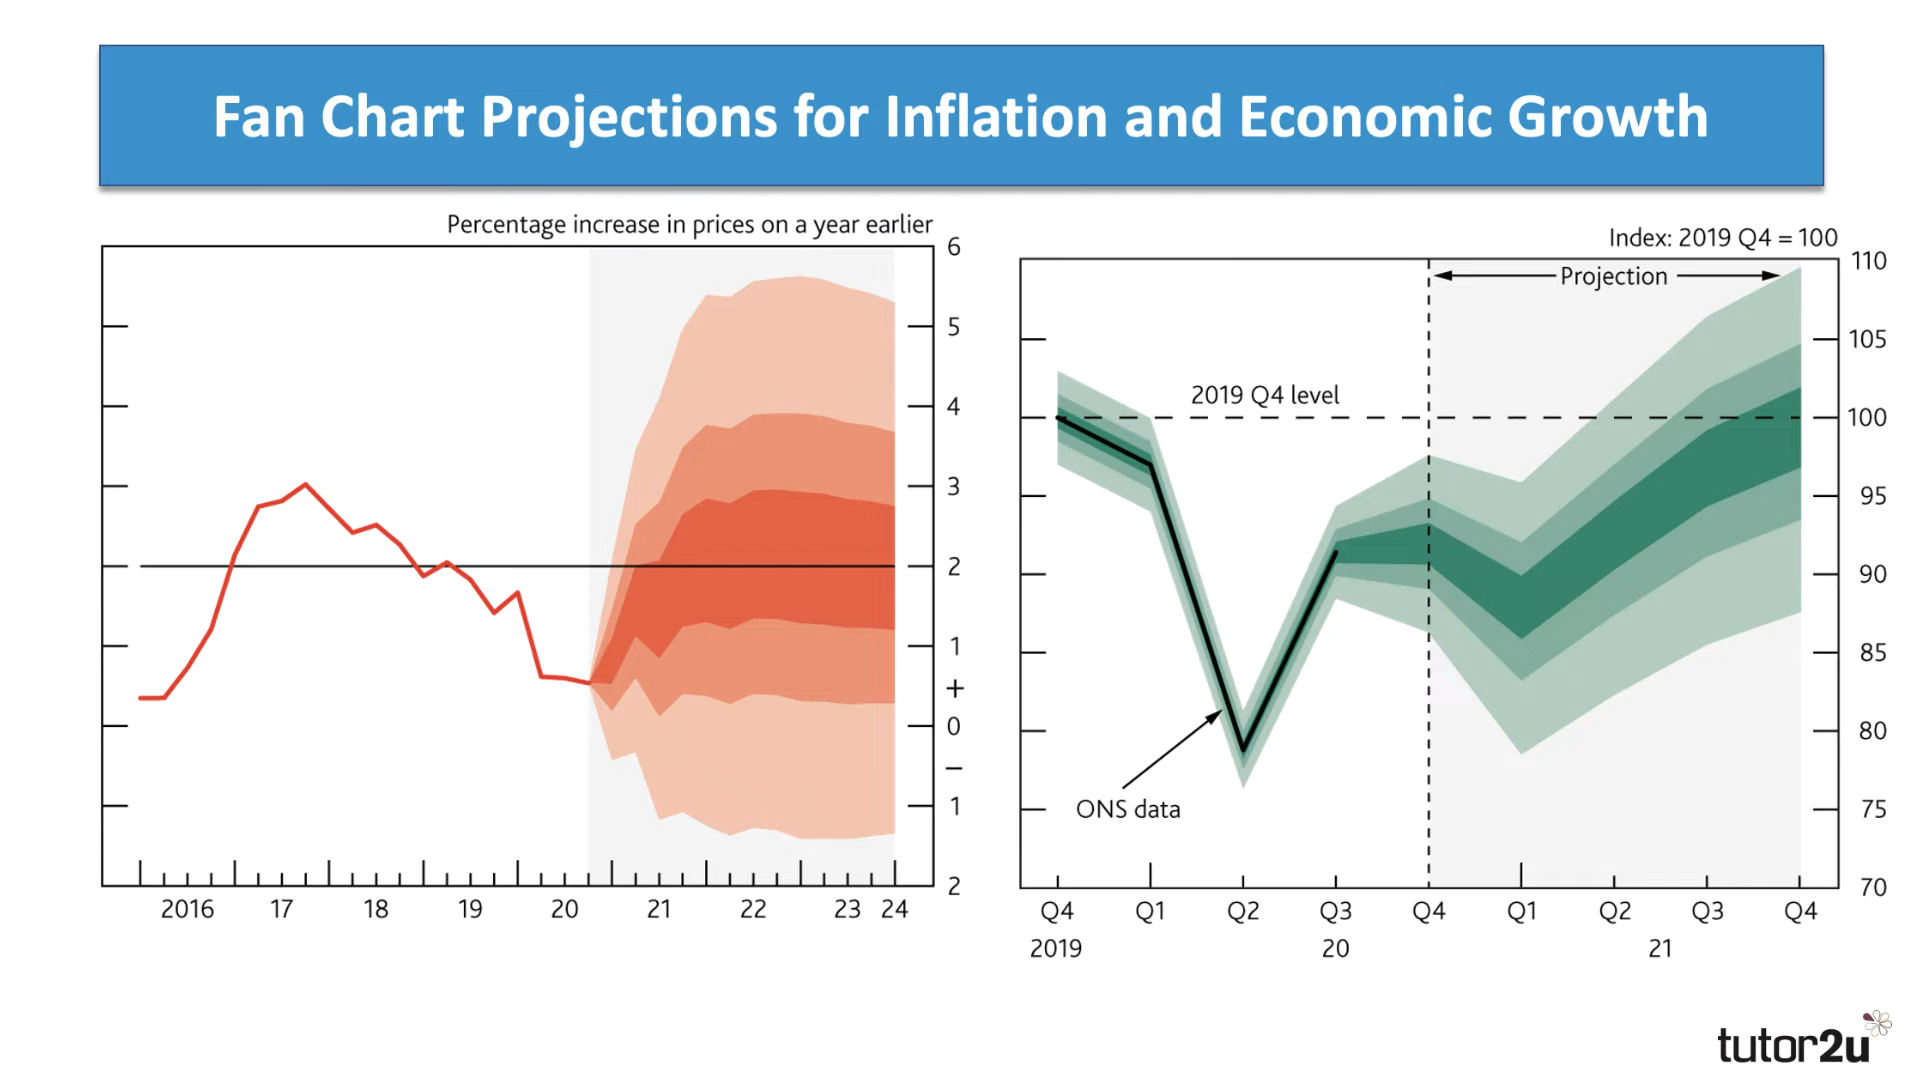 Fan Chart Projections for Inflation and Economic Growth
Percentage increase in prices on a year earlier
6
5
4
3
2
1
+
0
–
1
2
2016 17 18 19 20 21 22 23 24
Index: 2019 Q4 = 100
110
Projection
105
2019 Q4 level
100
95
90
85
80
ONS data
75
70
Q4 Q1 Q2 Q3 Q4 Q1 Q2 Q3 Q4
2019 20 21
tutor2u